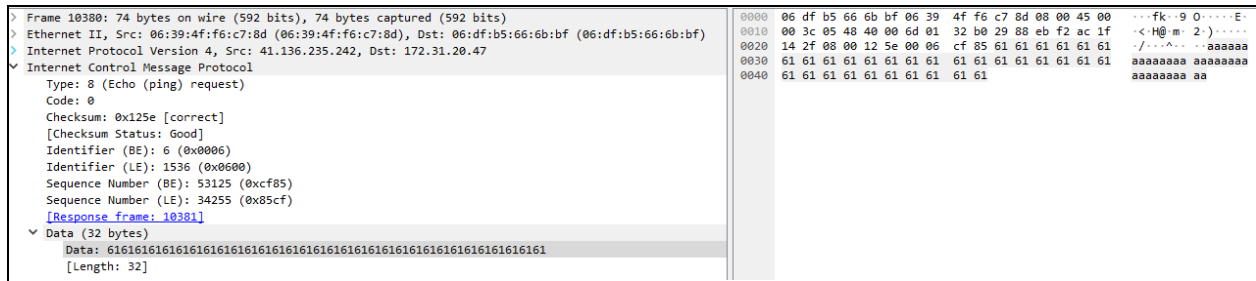 Frame 10380: 74 bytes on wire (592 bits), 74 bytes captured (592 bits)
Ethernet II, Src: 06:39:4f:f6:c7:8d (06:39:4f:f6:c7:8d), Dst: 06:df:b5:66:6b:bf (06:df:b5:66:6b:bf)
Internet Protocol Version 4, Src: 41.136.235.242, Dst: 172.31.20.47
Internet Control Message Protocol
Type: 8 (Echo (ping) request)
Code: 0
Checksum: 0x125e [correct]
[Checksum Status: Good]
Identifier (BE): 6 (0x0006)
Identifier (LE): 1536 (0x0600)
Sequence Number (BE): 53125 (0xcf85)
Sequence Number (LE): 34255 (0x85cf)
[Response frame: 10381]
Data (32 bytes)
Data: 6161616161616161616161616161616161616161616161616161616161616161
[Length: 32]
0000 06 df b5 66 6b bf 06 39 4f f6 c7 8d 08 00 45 00 ···fk··9 O·····E·
0010 00 3c 05 48 40 00 6d 01 32 b0 29 88 eb f2 ac 1f ·<·H@·m· 2·)·····
0020 14 2f 08 00 12 5e 00 06 cf 85 61 61 61 61 61 61 ·/···^·· ··aaaaaa
0030 61 61 61 61 61 61 61 61 61 61 61 61 61 61 61 61 aaaaaaaa aaaaaaaa
0040 61 61 61 61 61 61 61 61 61 61 aaaaaaaa aa